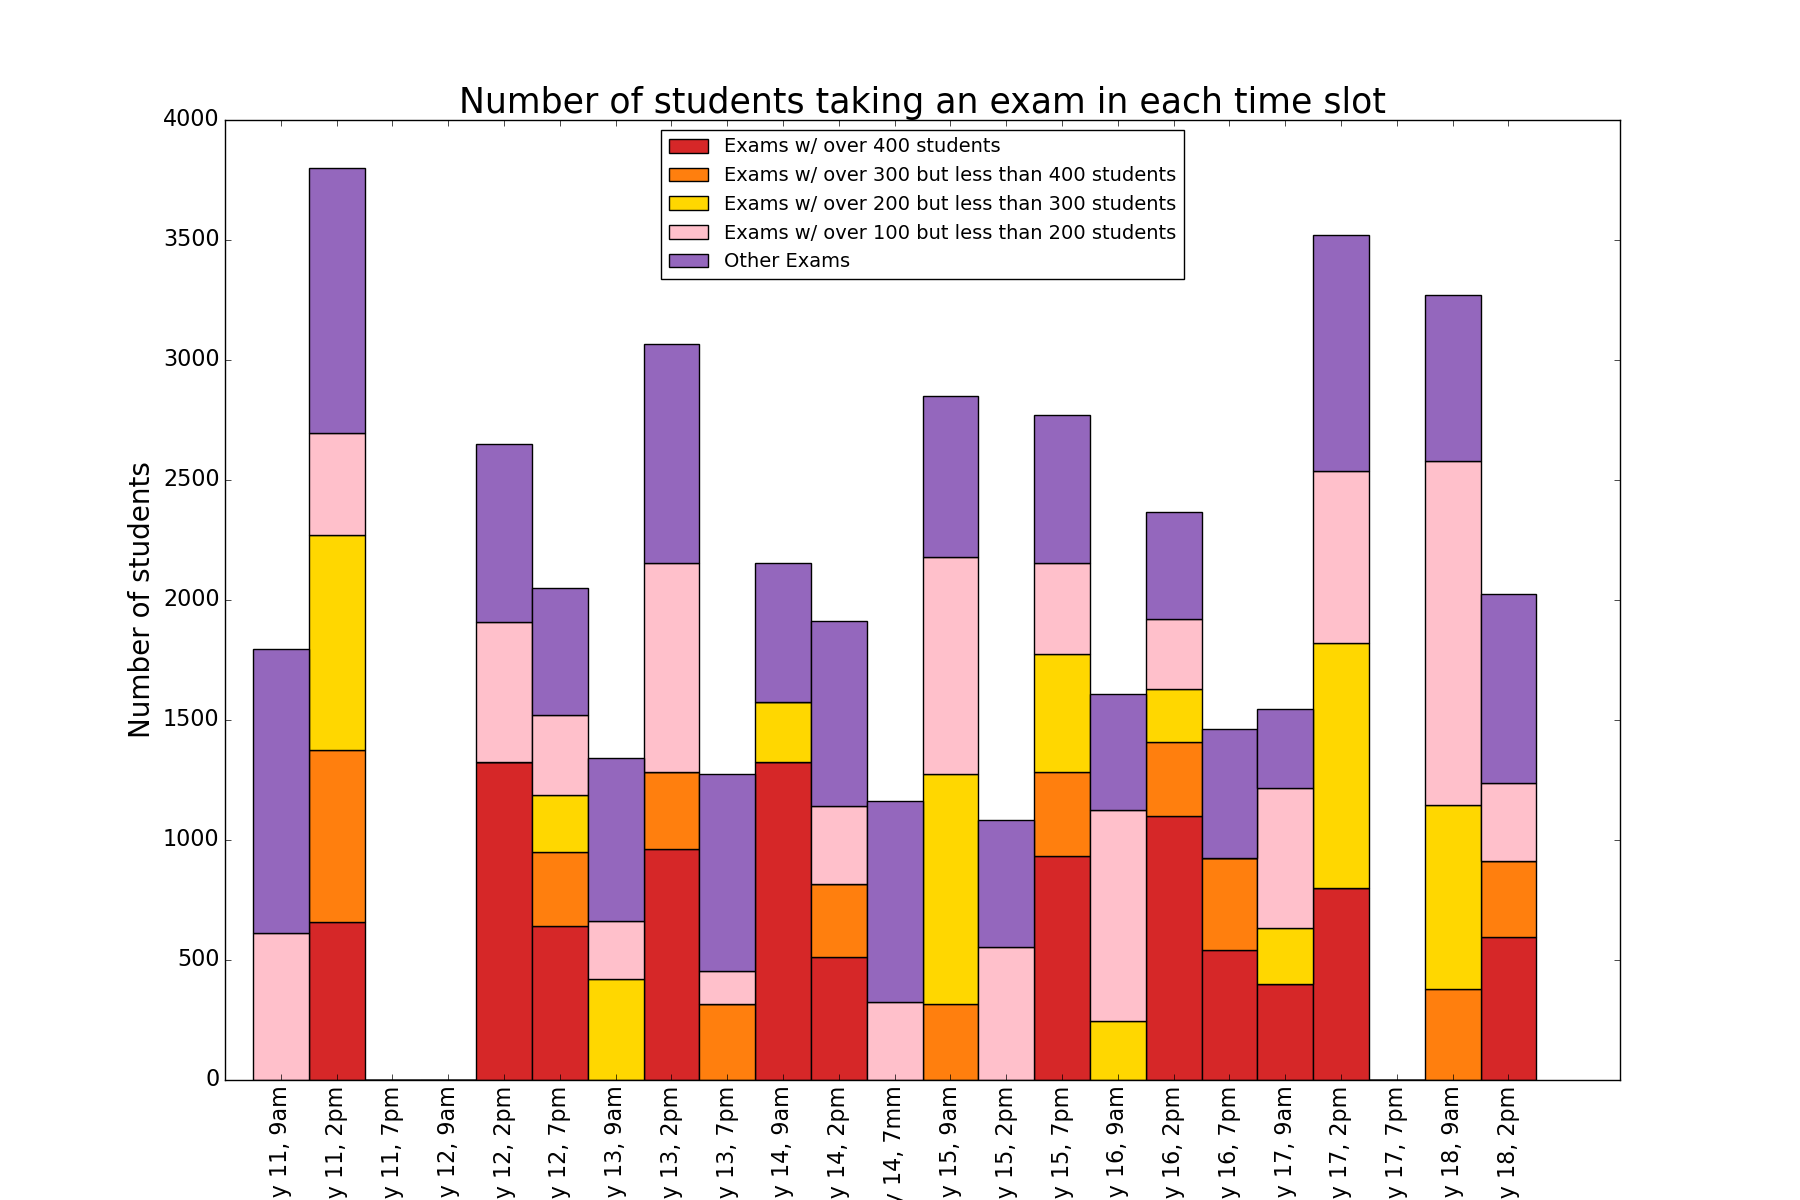 Number of students taking an exam in each time slot
4000
3500
3000
2500
2000
1500
1000
500
0
Number of students
Exams w/ over 400 students
Exams w/ over 300 but less than 400 students
Exams w/ over 200 but less than 300 students
Exams w/ over 100 but less than 200 students
Other Exams
y 11, 9am
y 11, 2pm
y 11, 7pm
y 12, 9am
y 12, 2pm
y 12, 7pm
y 13, 9am
y 13, 2pm
y 13, 7pm
y 14, 9am
y 14, 2pm
y 14, 7mm
y 15, 9am
y 15, 2pm
y 15, 7pm
y 16, 9am
y 16, 2pm
y 16, 7pm
y 17, 9am
y 17, 2pm
y 17, 7pm
y 18, 9am
y 18, 2pm